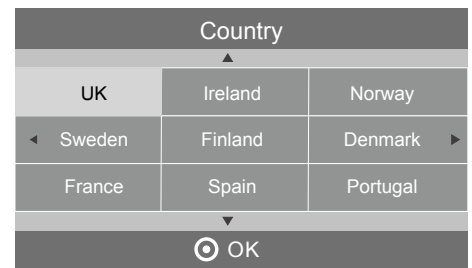 Country
UK Ireland Norway
Sweden Finland Denmark
France Spain Portugal
OK